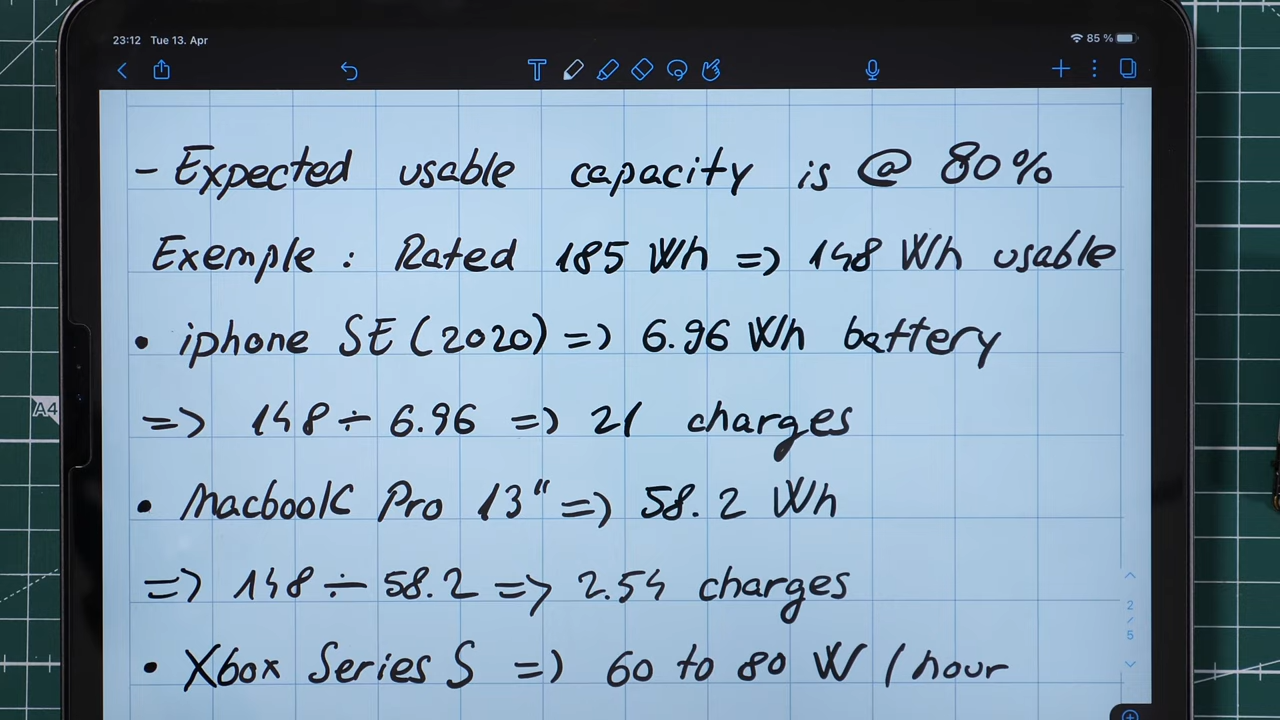 23:12 Tue 13. Apr 85 %
- Expected usable capacity is @ 80%
Exemple : Rated 185 Wh => 148 Wh usable
• iphone SE (2020) => 6.96 Wh battery
=> 148 ÷ 6.96 => 21 charges
• Macbook Pro 13" => 58.2 Wh
=> 148 ÷ 58.2 => 2.54 charges
• Xbox Series S => 60 to 80 W / hour
A4
2
/
5